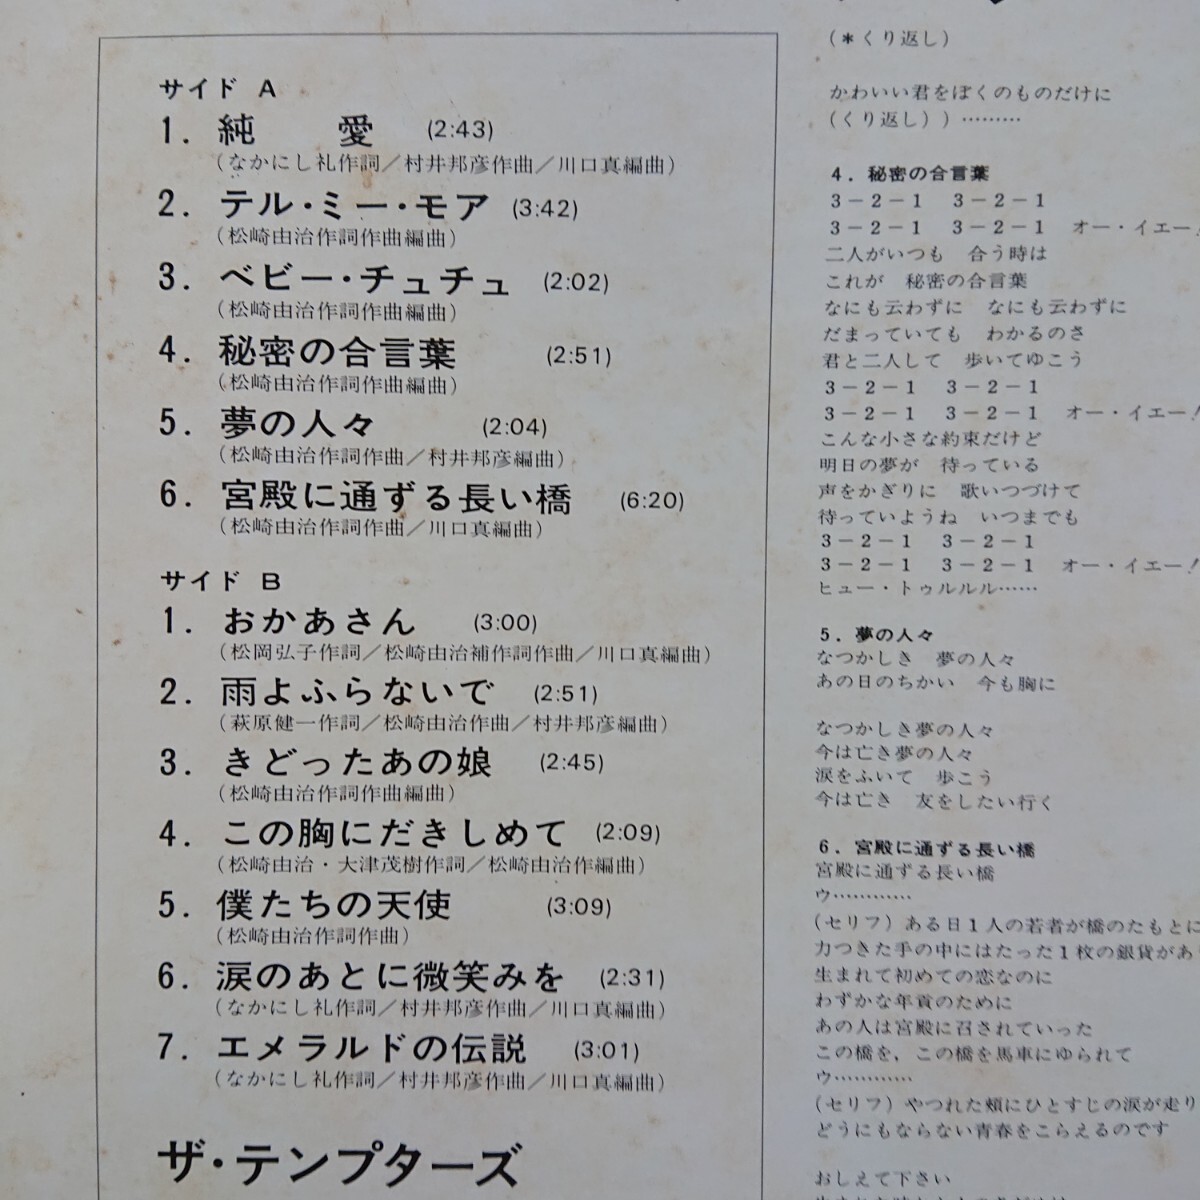 サイド A
1. 純　愛 (2:43)
(なかにし礼作詞／村井邦彦作曲／川口真編曲)
2. テル・ミー・モア (3:42)
(松崎由治作詞作曲編曲)
3. ベビー・チュチュ (2:02)
(松崎由治作詞作曲編曲)
4. 秘密の合言葉 (2:51)
(松崎由治作詞作曲編曲)
5. 夢の人々 (2:04)
(松崎由治作詞作曲／村井邦彦編曲)
6. 宮殿に通ずる長い橋 (6:20)
(松崎由治作詞作曲／川口真編曲)
サイド B
1. おかあさん (3:00)
(松岡弘子作詞／松崎由治補作詞作曲／川口真編曲)
2. 雨よふらないで (2:51)
(萩原健一作詞／松崎由治作曲／村井邦彦編曲)
3. きどったあの娘 (2:45)
(松崎由治作詞作曲編曲)
4. この胸にだきしめて (2:09)
(松崎由治・大津茂樹作詞／松崎由治作編曲)
5. 僕たちの天使 (3:09)
(松崎由治作詞作曲)
6. 涙のあとに微笑みを (2:31)
(なかにし礼作詞／村井邦彦作曲／川口真編曲)
7. エメラルドの伝説 (3:01)
(なかにし礼作詞／村井邦彦作曲／川口真編曲)
ザ・テンプターズ
(＊くり返し)
かわいい君をぼくのものだけに
(くり返し)) ………
4. 秘密の合言葉
3－2－1　3－2－1
3－2－1　3－2－1　オー・イエー！
二人がいつも　合う時は
これが　秘密の合言葉
なにも云わずに　なにも云わずに
だまっていても　わかるのさ
君と二人して　歩いてゆこう
3－2－1　3－2－1
3－2－1　3－2－1　オー・イエー！
こんな小さな約束だけど
明日の夢が　待っている
声をかぎりに　歌いつづけて
待っていようね　いつまでも
3－2－1　3－2－1
3－2－1　3－2－1　オー・イエー！
ヒュー・トゥルルル……
5. 夢の人々
なつかしき　夢の人々
あの日のちかい　今も胸に
なつかしき夢の人々
今は亡き夢の人々
涙をふいて　歩こう
今は亡き　友をしたい行く
6. 宮殿に通ずる長い橋
宮殿に通ずる長い橋
ウ…………
(セリフ) ある日1人の若者が橋のたもとに
力つきた手の中にはたった1枚の銀貨があ
生まれて初めての恋なのに
わずかな年貢のために
あの人は宮殿に召されていった
この橋を，この橋を馬車にゆられて
ウ…………
(セリフ) やつれた頬にひとすじの涙が走り
どうにもならない青春をこらえるのです
おしえて下さい